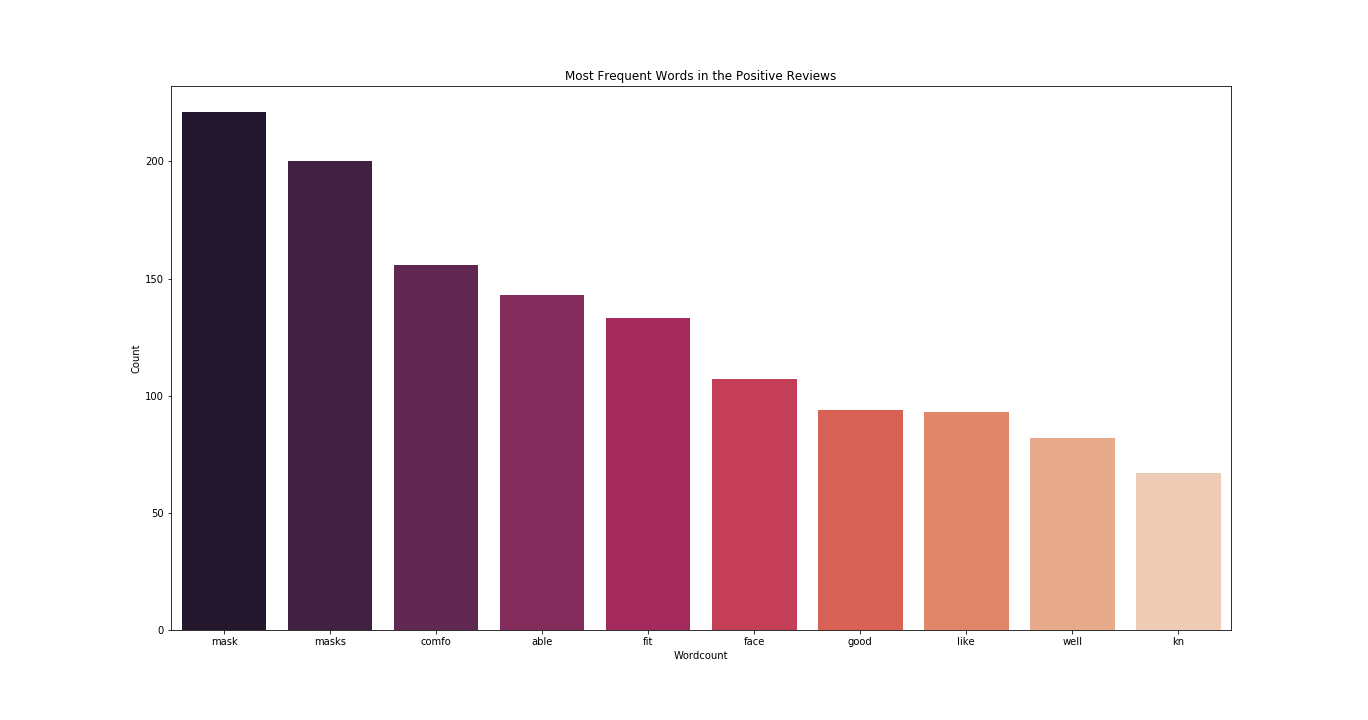 Most Frequent Words in the Positive Reviews
200
150
100
50
0
Count
mask masks comfo able fit face good like well kn
Wordcount